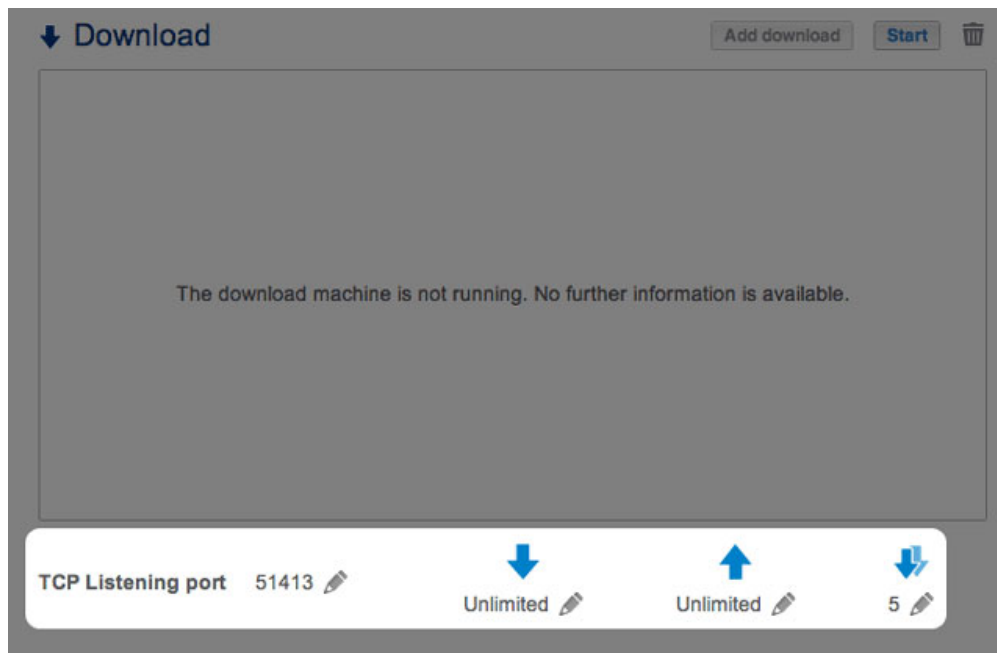 Download
Add download
Start
The download machine is not running. No further information is available.
TCP Listening port 51413
Unlimited
Unlimited
5